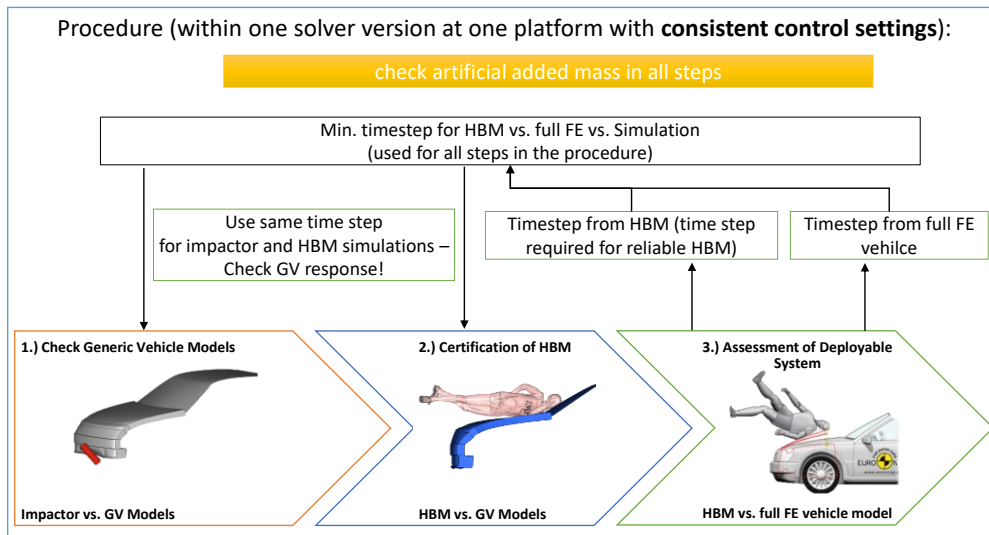 Procedure (within one solver version at one platform with consistent control settings):
check artificial added mass in all steps
Min. timestep for HBM vs. full FE vs. Simulation
(used for all steps in the procedure)
Use same time step
for impactor and HBM simulations –
Check GV response!
Timestep from HBM (time step
required for reliable HBM)
Timestep from full FE
vehilce
1.) Check Generic Vehicle Models
2.) Certification of HBM
3.) Assessment of Deployable
System
Impactor vs. GV Models
HBM vs. GV Models
HBM vs. full FE vehicle model